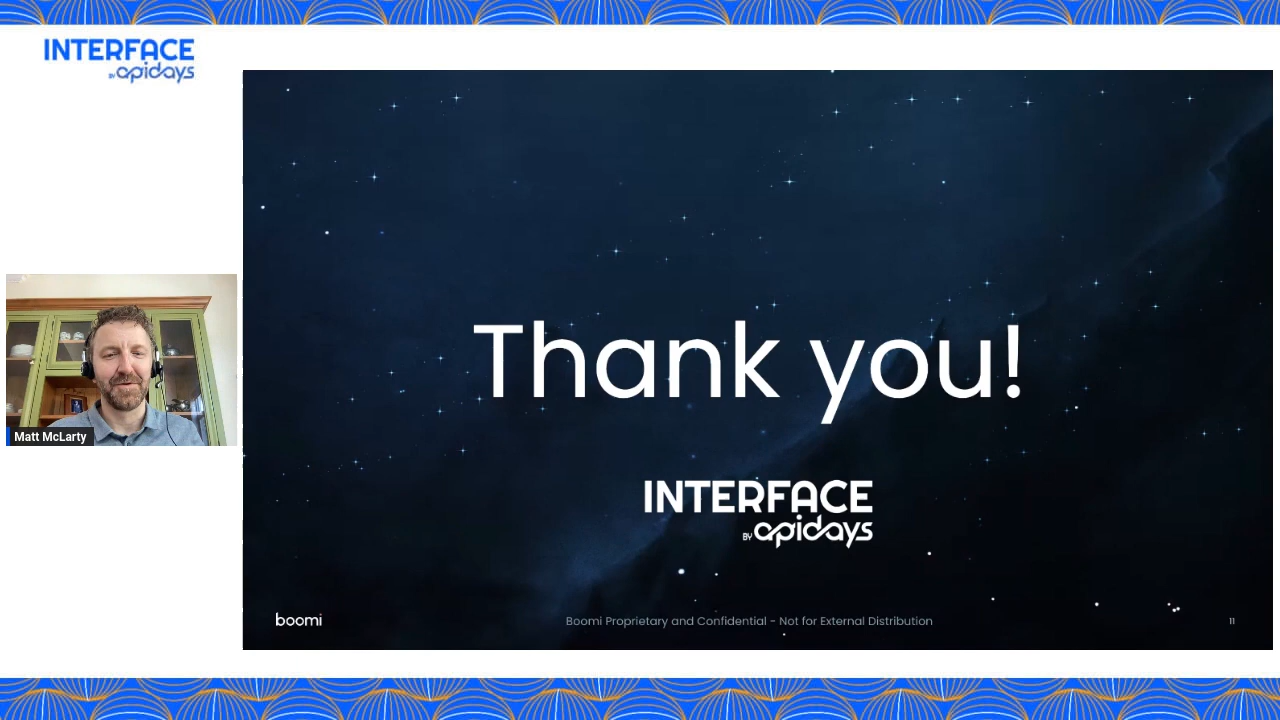 INTERFACE
BY apidays
Matt McLarty
Thank you!
INTERFACE
BY apidays
boomi
Boomi Proprietary and Confidential - Not for External Distribution
11